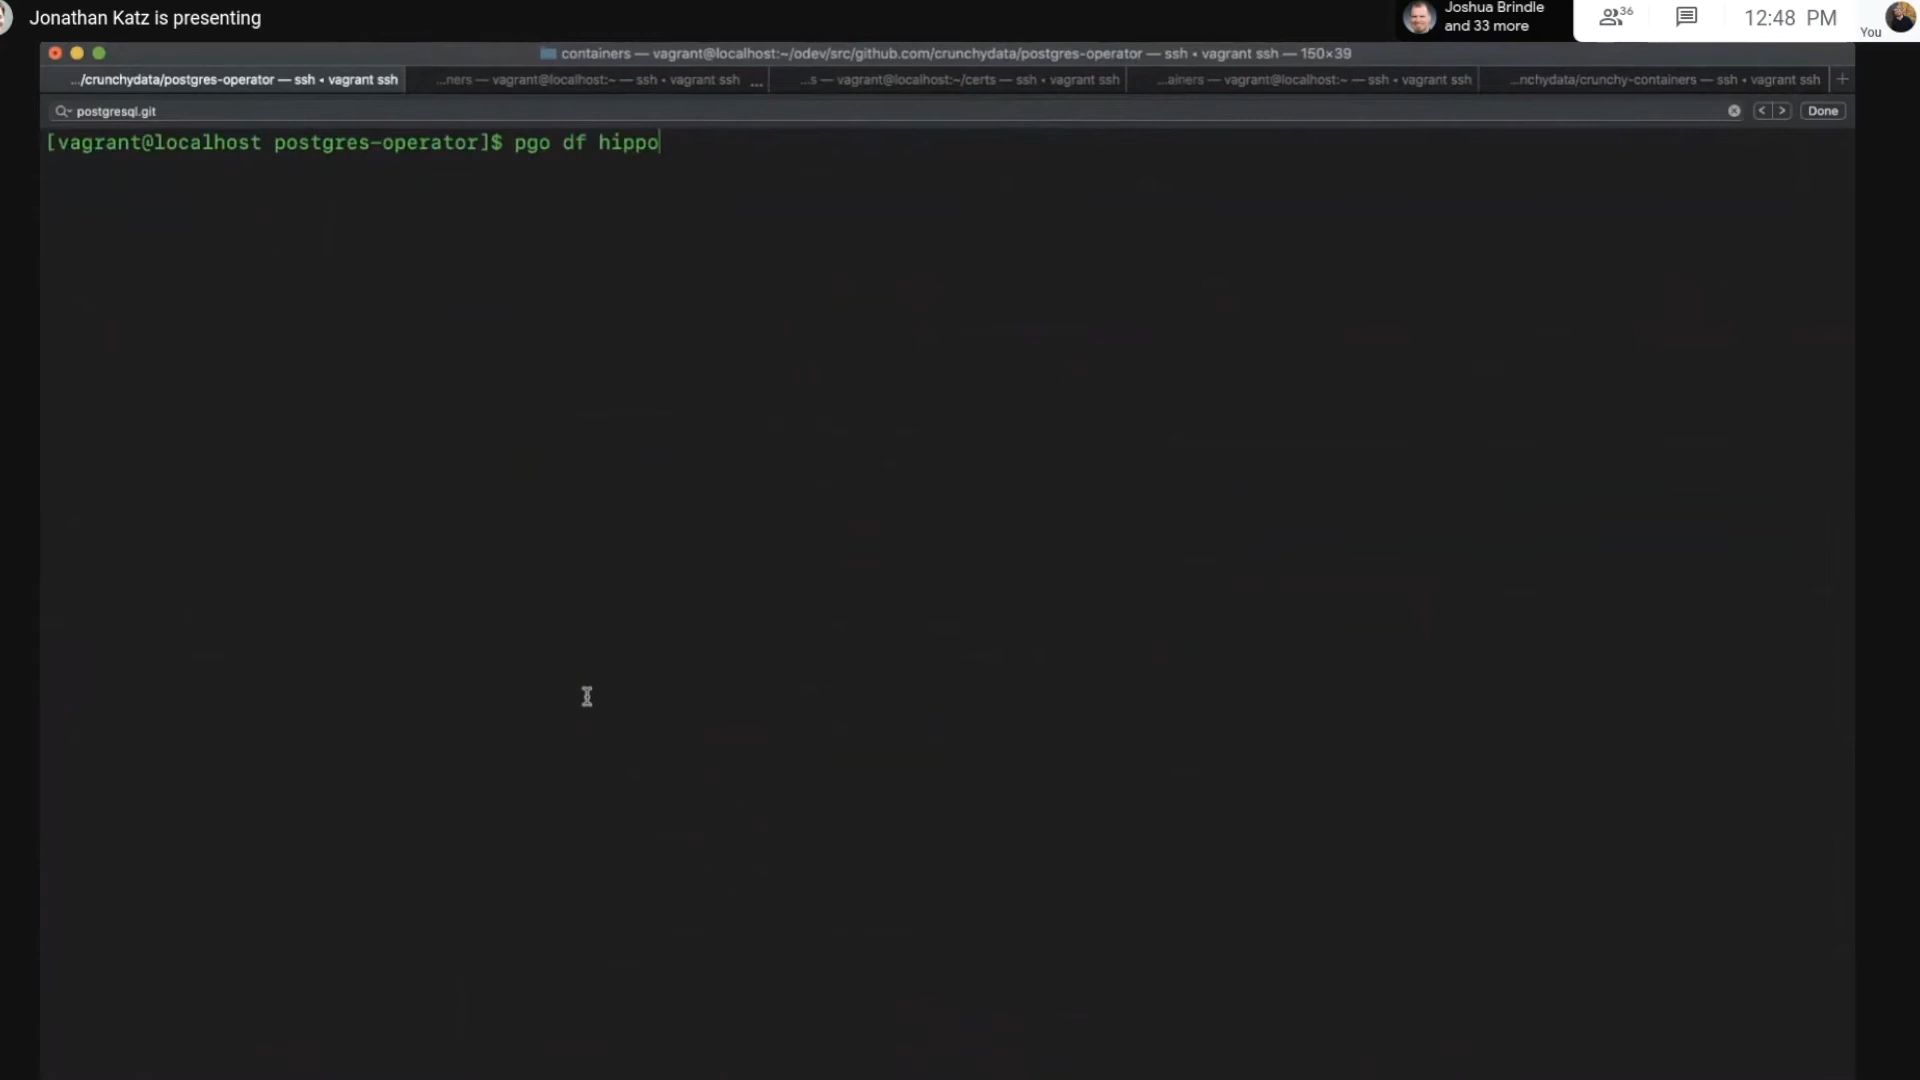 Jonathan Katz is presenting
Joshua Brindle
and 33 more
36
12:48 PM
You
containers — vagrant@localhost:~/odev/src/github.com/crunchydata/postgres-operator — ssh • vagrant ssh — 150×39
.../crunchydata/postgres-operator — ssh • vagrant ssh
...ners — vagrant@localhost:~ — ssh • vagrant ssh ...
...s — vagrant@localhost:~/certs — ssh • vagrant ssh
...ainers — vagrant@localhost:~ — ssh • vagrant ssh
...nchydata/crunchy-containers — ssh • vagrant ssh
+
postgresql.git
< >
Done
[vagrant@localhost postgres-operator]$ pgo df hippo